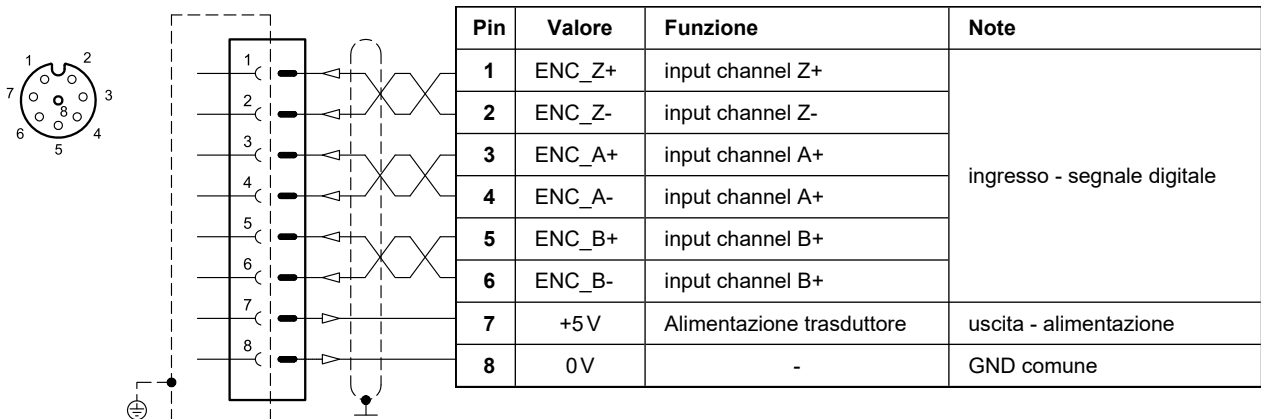 Pin Valore Funzione Note
1 ENC_Z+ input channel Z+
2 ENC_Z- input channel Z-
3 ENC_A+ input channel A+
4 ENC_A- input channel A+
5 ENC_B+ input channel B+
6 ENC_B- input channel B+
ingresso - segnale digitale
7 +5 V Alimentazione trasduttore uscita - alimentazione
8 0 V - GND comune
1 2
7 8 3
6 4
5
1
2
3
4
5
6
7
8